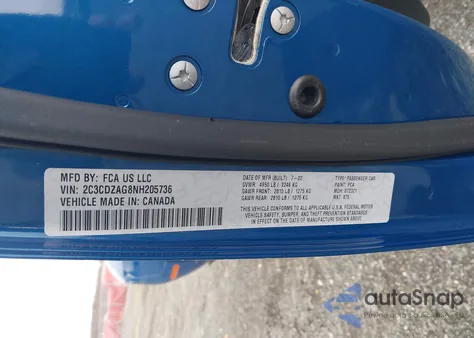 MFD BY: FCA US LLC
VIN: 2C3CDZAG8NH205736
VEHICLE MADE IN: CANADA
DATE OF MFR (BUILT): 7-22
GVWR: 4950 LB / 2246 KG
GAWR FRONT: 2810 LB / 1275 KG
GAWR REAR: 2810 LB / 1275 KG
TYPE: PASSENGER CAR
PAINT: PCA
THIS VEHICLE CONFORMS TO ALL APPLICABLE U.S.A. FEDERAL MOTOR
VEHICLE SAFETY, BUMPER, AND THEFT PREVENTION STANDARDS
IN EFFECT ON THE DATE OF MANUFACTURE SHOWN ABOVE
autoSnap